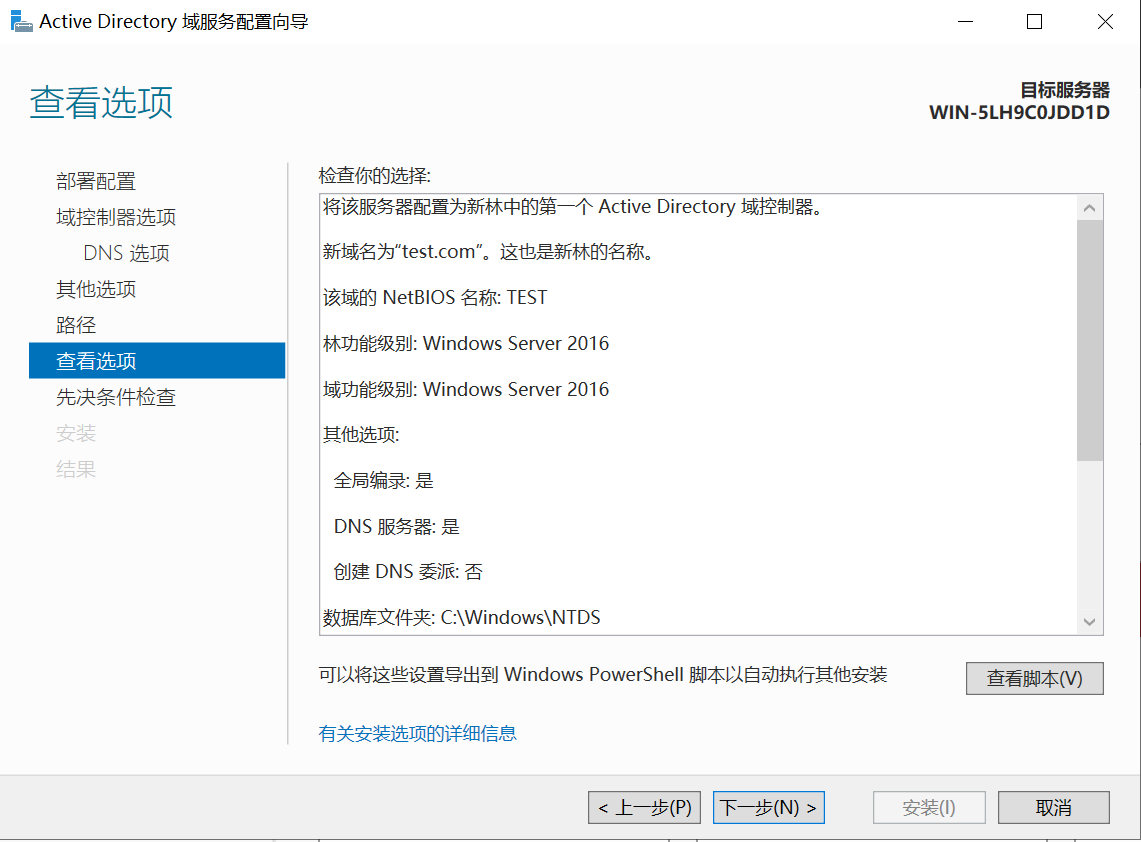 Active Directory 域服务配置向导
查看选项
目标服务器
WIN-5LH9C0JDD1D
部署配置
域控制器选项
DNS 选项
其他选项
路径
查看选项
先决条件检查
安装
结果
检查你的选择:
将该服务器配置为新林中的第一个 Active Directory 域控制器。
新域名为“test.com”。这也是新林的名称。
该域的 NetBIOS 名称: TEST
林功能级别: Windows Server 2016
域功能级别: Windows Server 2016
其他选项:
全局编录: 是
DNS 服务器: 是
创建 DNS 委派: 否
数据库文件夹: C:\Windows\NTDS
可以将这些设置导出到 Windows PowerShell 脚本以自动执行其他安装
查看脚本(V)
有关安装选项的详细信息
< 上一步(P)
下一步(N) >
安装(I)
取消